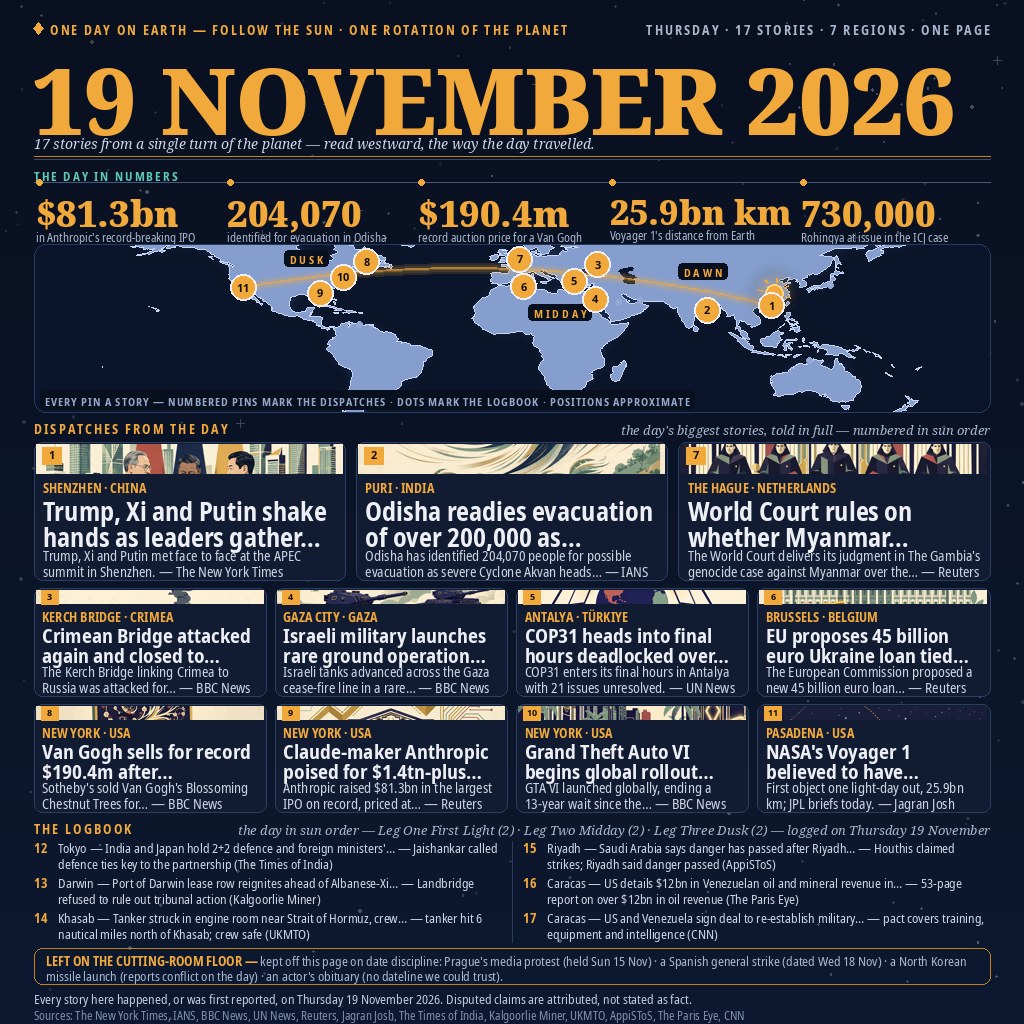 ONE DAY ON EARTH — FOLLOW THE SUN · ONE ROTATION OF THE PLANET
THURSDAY · 17 STORIES · 7 REGIONS · ONE PAGE
19 NOVEMBER 2026
17 stories from a single turn of the planet — read westward, the way the day travelled.
THE DAY IN NUMBERS
$81.3bn
in Anthropic's record-breaking IPO
204,070
identified for evacuation in Odisha
$190.4m
record auction price for a Van Gogh
25.9bn km
Voyager 1's distance from Earth
730,000
Rohingya at issue in the ICJ case
DUSK
DAWN
MIDDAY
11
10
8
9
7
6
5
3
4
2
1
EVERY PIN A STORY — NUMBERED PINS MARK THE DISPATCHES · DOTS MARK THE LOGBOOK · POSITIONS APPROXIMATE
DISPATCHES FROM THE DAY
the day's biggest stories, told in full — numbered in sun order
1
SHENZHEN · CHINA
Trump, Xi and Putin shake
hands as leaders gather...
Trump, Xi and Putin met face to face at the APEC
summit in Shenzhen. — The New York Times
2
PURI · INDIA
Odisha readies evacuation
of over 200,000 as...
Odisha has identified 204,070 people for possible
evacuation as severe Cyclone Akvan heads... — IANS
7
THE HAGUE · NETHERLANDS
World Court rules on
whether Myanmar...
The World Court delivers its judgment in The Gambia's
genocide case against Myanmar over the... — Reuters
3
KERCH BRIDGE · CRIMEA
Crimean Bridge attacked
again and closed to...
The Kerch Bridge linking Crimea to
Russia was attacked for... — BBC News
4
GAZA CITY · GAZA
Israeli military launches
rare ground operation...
Israeli tanks advanced across the Gaza
cease-fire line in a rare... — BBC News
5
ANTALYA · TÜRKIYE
COP31 heads into final
hours deadlocked over...
COP31 enters its final hours in Antalya
with 21 issues unresolved. — UN News
6
BRUSSELS · BELGIUM
EU proposes 45 billion
euro Ukraine loan tied...
The European Commission proposed a
new 45 billion euro loan... — Reuters
8
NEW YORK · USA
Van Gogh sells for record
$190.4m after...
Sotheby's sold Van Gogh's Blossoming
Chestnut Trees for... — BBC News
9
NEW YORK · USA
Claude-maker Anthropic
poised for $1.4tn-plus...
Anthropic raised $81.3bn in the largest
IPO on record, priced at... — Reuters
10
NEW YORK · USA
Grand Theft Auto VI
begins global rollout...
GTA VI launched globally, ending a
13-year wait since the... — BBC News
11
PASADENA · USA
NASA's Voyager 1
believed to have...
First object one light-day out, 25.9bn
km; JPL briefs today. — Jagran Josh
THE LOGBOOK
the day in sun order — Leg One First Light (2) · Leg Two Midday (2) · Leg Three Dusk (2) — logged on Thursday 19 November
12 Tokyo — India and Japan hold 2+2 defence and foreign ministers'... — Jaishankar called
defence ties key to the partnership (The Times of India)
13 Darwin — Port of Darwin lease row reignites ahead of Albanese-Xi... — Landbridge
refused to rule out tribunal action (Kalgoorlie Miner)
14 Khasab — Tanker struck in engine room near Strait of Hormuz, crew... — tanker hit 6
nautical miles north of Khasab; crew safe (UKMTO)
15 Riyadh — Saudi Arabia says danger has passed after Riyadh... — Houthis claimed
strikes; Riyadh said danger passed (AppiSToS)
16 Caracas — US details $12bn in Venezuelan oil and mineral revenue in... — 53-page
report on over $12bn in oil revenue (The Paris Eye)
17 Caracas — US and Venezuela sign deal to re-establish military... — pact covers training,
equipment and intelligence (CNN)
LEFT ON THE CUTTING-ROOM FLOOR — kept off this page on date discipline: Prague's media protest (held Sun 15 Nov) · a Spanish general strike (dated Wed 18 Nov) · a North Korean
missile launch (reports conflict on the day) · an actor's obituary (no dateline we could trust).
Every story here happened, or was first reported, on Thursday 19 November 2026. Disputed claims are attributed, not stated as fact.
Sources: The New York Times, IANS, BBC News, UN News, Reuters, Jagran Josh, The Times of India, Kalgoorlie Miner, UKMTO, AppiSToS, The Paris Eye, CNN